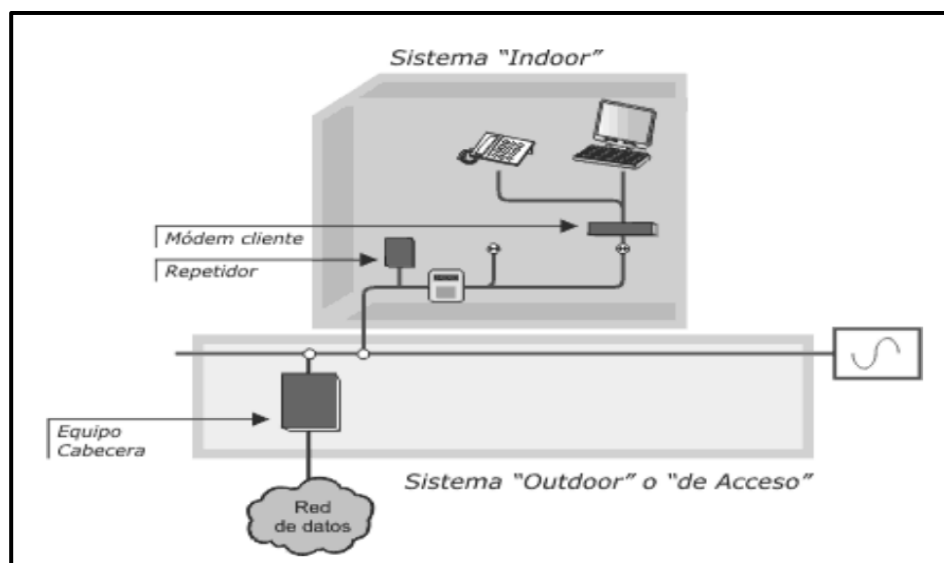 Sistema "Indoor"
Módem cliente
Repetidor
Equipo
Cabecera
Sistema "Outdoor" o "de Acceso"
Red
de datos